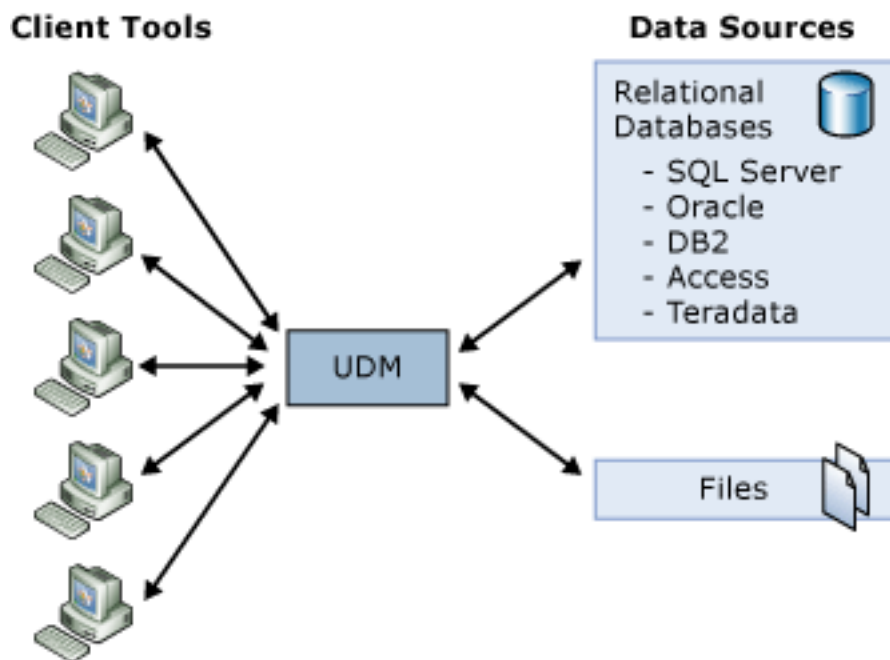 Client Tools
Data Sources
Relational
Databases
- SQL Server
- Oracle
- DB2
- Access
- Teradata
UDM
Files